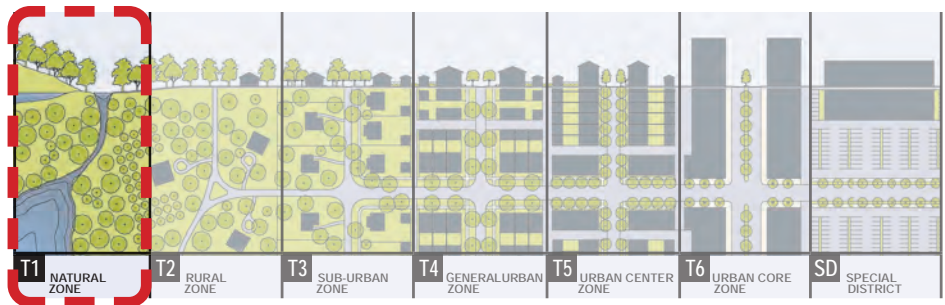 T1 NATURAL
ZONE
T2 RURAL
ZONE
T3 SUB-URBAN
ZONE
T4 GENERALURBAN
ZONE
T5 URBAN CENTER
ZONE
T6 URBAN CORE
ZONE
SD SPECIAL
DISTRICT